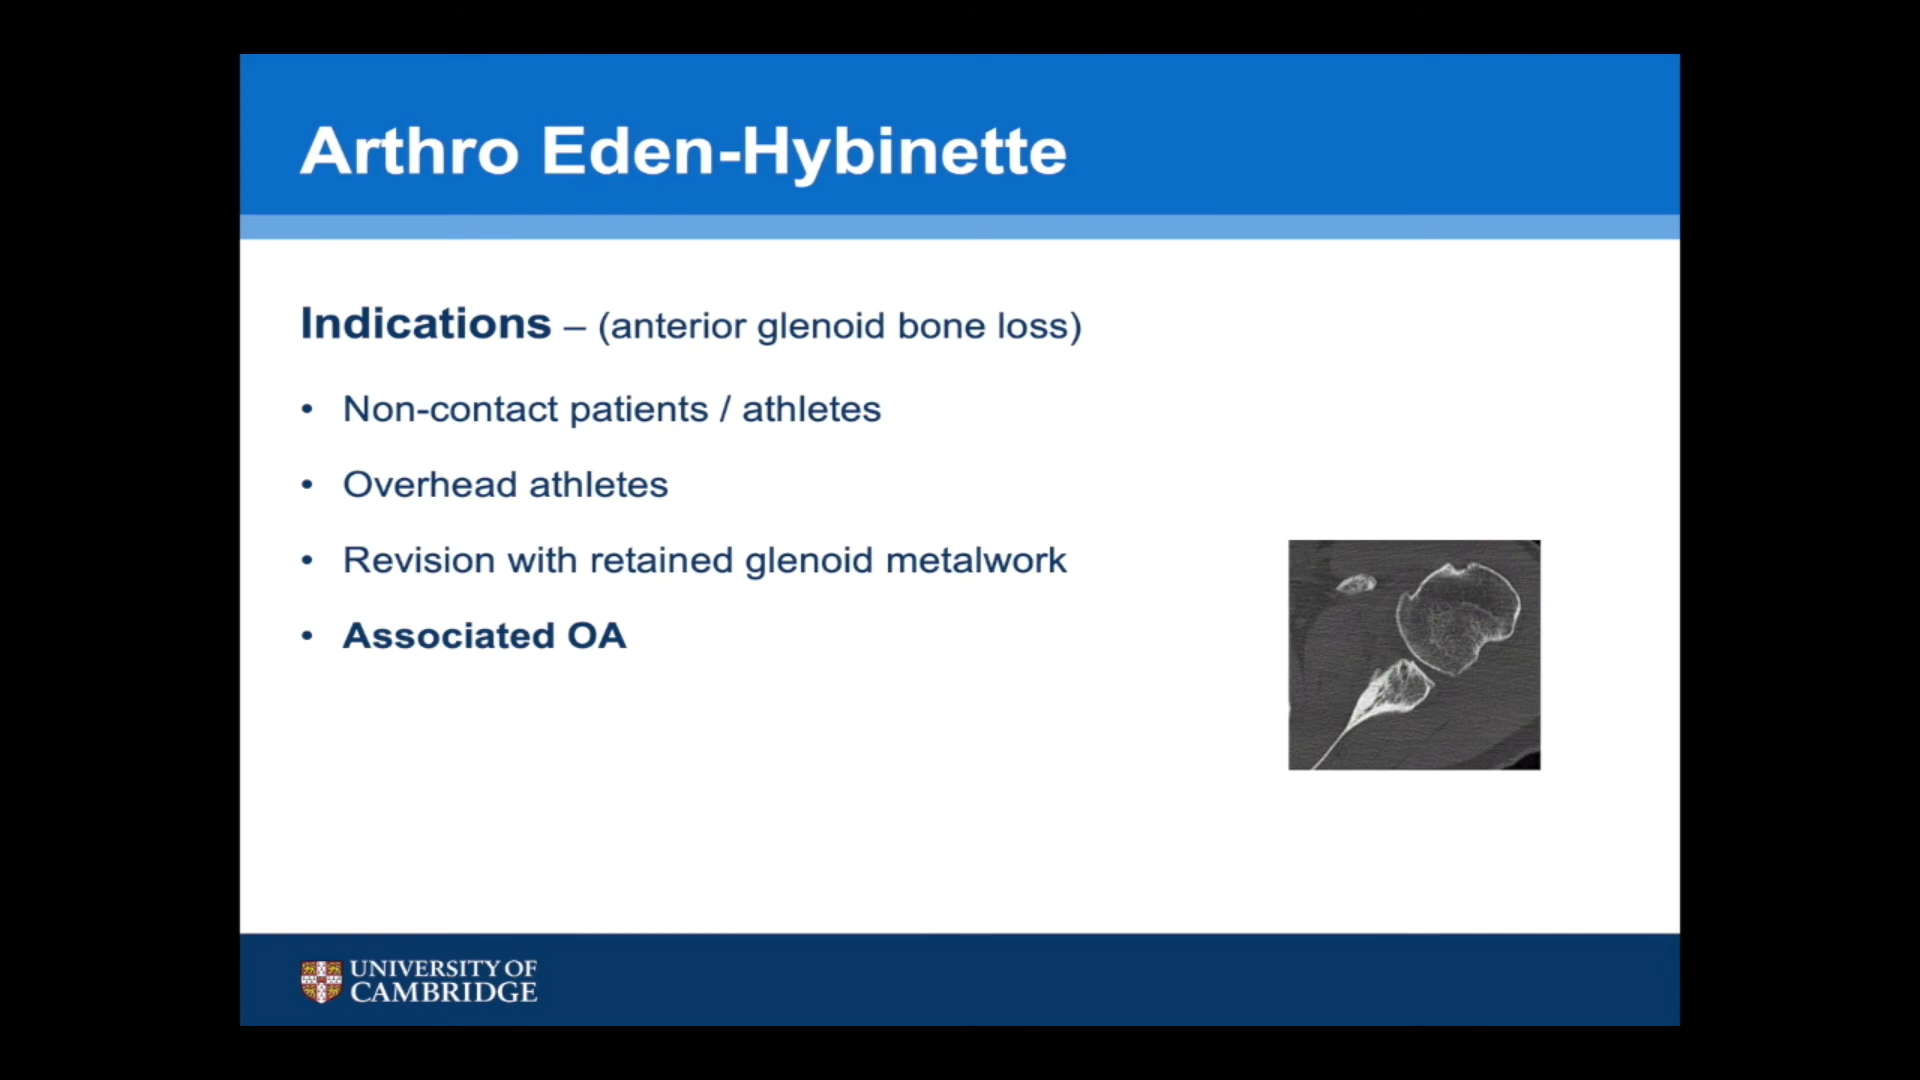 Arthro Eden-Hybinette
Indications – (anterior glenoid bone loss)
• Non-contact patients / athletes
• Overhead athletes
• Revision with retained glenoid metalwork
• Associated OA
UNIVERSITY OF
CAMBRIDGE